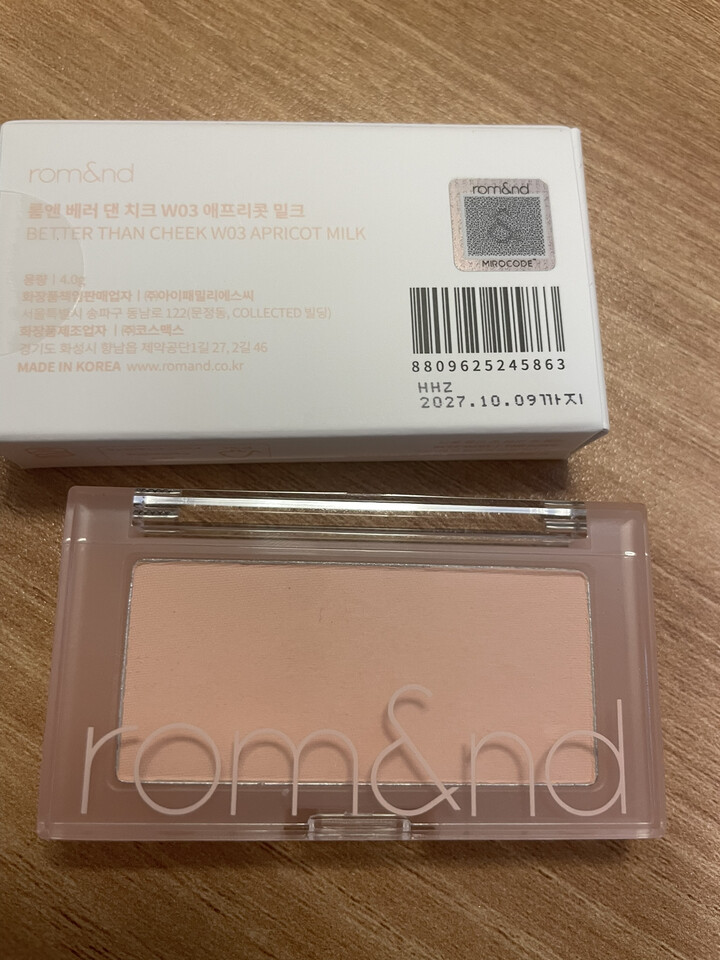 rom&nd
롬앤 베러 댄 치크 W03 애프리콧 밀크
BETTER THAN CHEEK W03 APRICOT MILK
용량 | 4.0g
화장품책임판매업자 | ㈜아이패밀리에스씨
서울특별시 송파구 동남로 122(문정동, COLLECTED 빌딩)
화장품제조업자 | ㈜코스맥스
경기도 화성시 향남읍 제약공단1길 27, 2길 46
MADE IN KOREA www.romand.co.kr
rom&nd
MIROCODE™
8809625245863
HHZ
2027.10.09까지
rom&nd